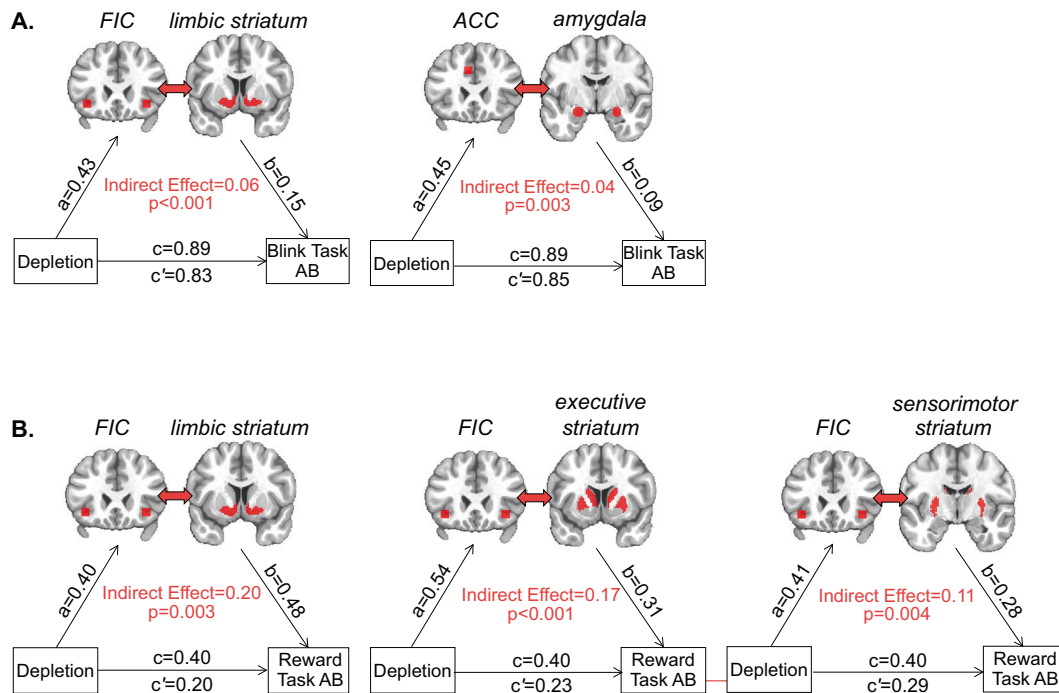 A.
FIC
limbic striatum
a=0.43
b=0.15
Indirect Effect=0.06
p<0.001
Depletion
c=0.89
c′=0.83
Blink Task
AB
ACC
amygdala
a=0.45
b=0.09
Indirect Effect=0.04
p=0.003
Depletion
c=0.89
c′=0.85
Blink Task
AB
B.
FIC
limbic striatum
a=0.40
b=0.48
Indirect Effect=0.20
p=0.003
Depletion
c=0.40
c′=0.20
Reward
Task AB
FIC
executive
striatum
a=0.54
b=0.31
Indirect Effect=0.17
p<0.001
Depletion
c=0.40
c′=0.23
Reward
Task AB
FIC
sensorimotor
striatum
a=0.41
b=0.28
Indirect Effect=0.11
p=0.004
Depletion
c=0.40
c′=0.29
Reward
Task AB